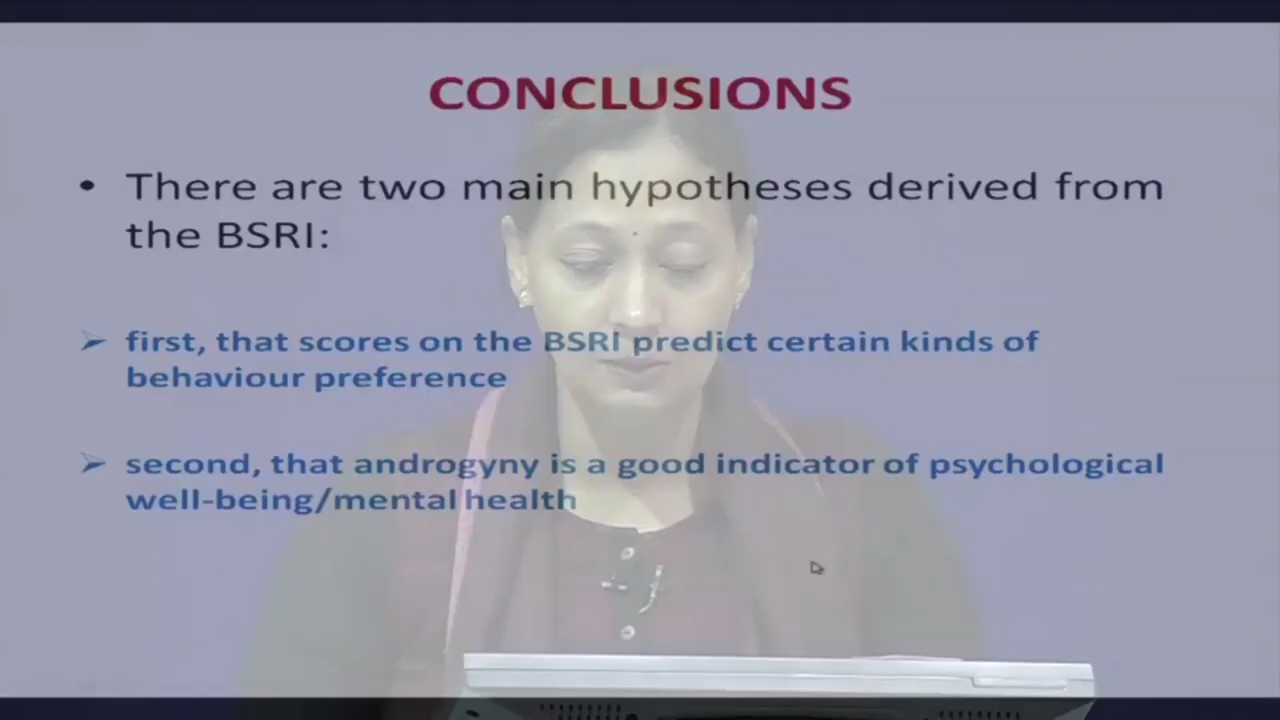 CONCLUSIONS
• There are two main hypotheses derived from
the BSRI:
➢ first, that scores on the BSRI predict certain kinds of
behaviour preference
➢ second, that androgyny is a good indicator of psychological
well-being/mental health